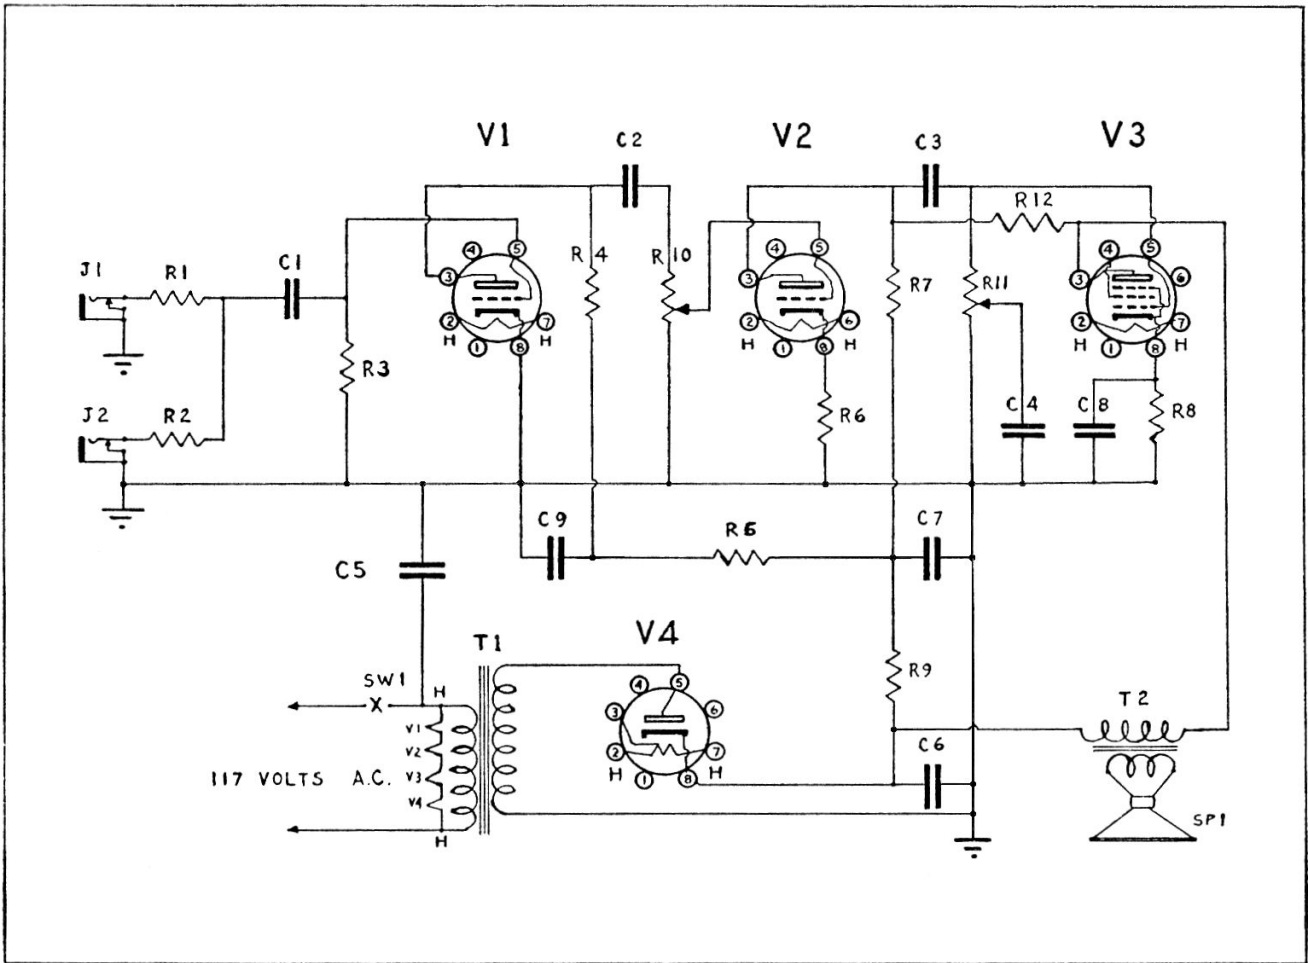 V1
V2
V3
C2
C3
R12
J1
R1
C1
R4
R10
R7
R11
4
5
3
2
7
H
1
8
H
4
5
3
2
6
H
1
8
H
4
5
3
6
2
7
H
1
8
H
R3
J2
R2
R6
C4
C8
R8
C9
R5
C7
C5
V4
T1
R9
T2
SW1
H
4
5
3
6
2
7
H
1
8
H
V1
V2
V3
V4
117 VOLTS A.C.
H
C6
SP1